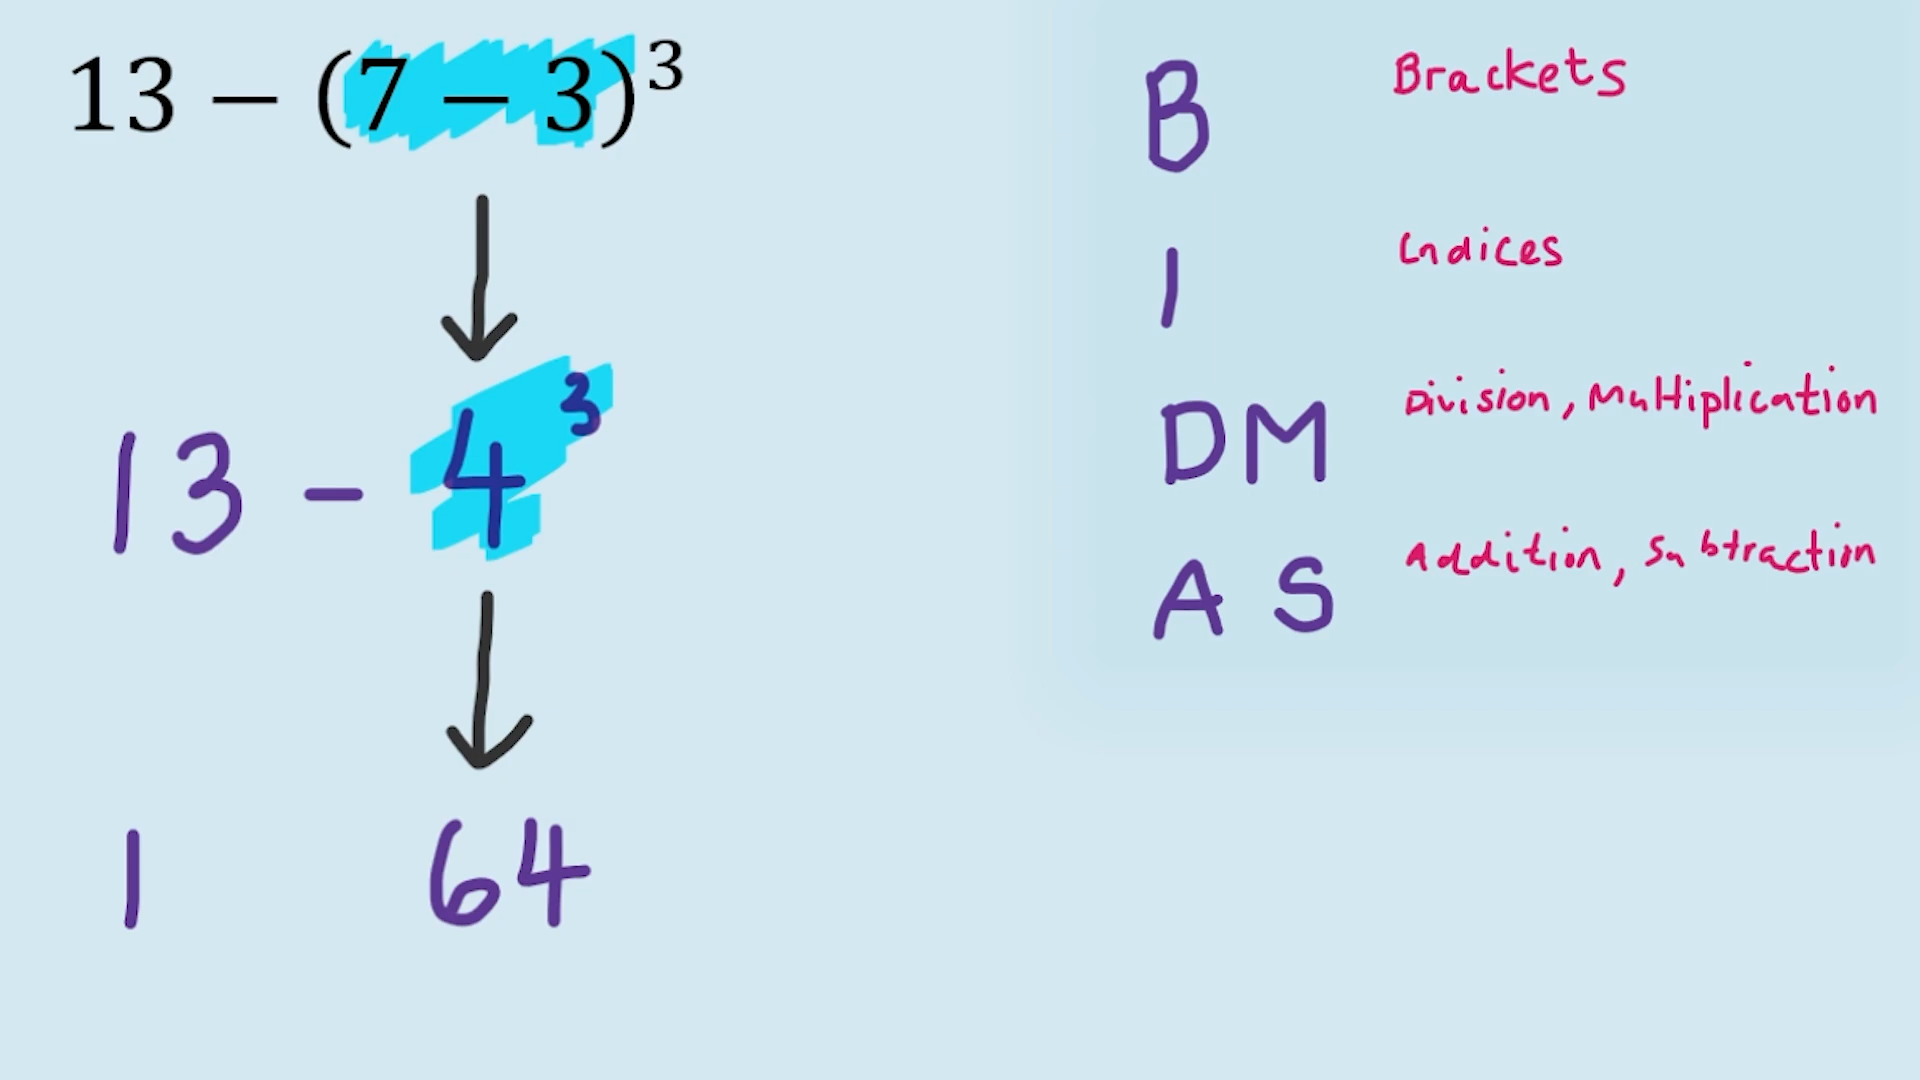 13 − (7 − 3)³
13 - 4³
1 64
B Brackets
I Indices
DM Division, Multiplication
A S Addition, Subtraction